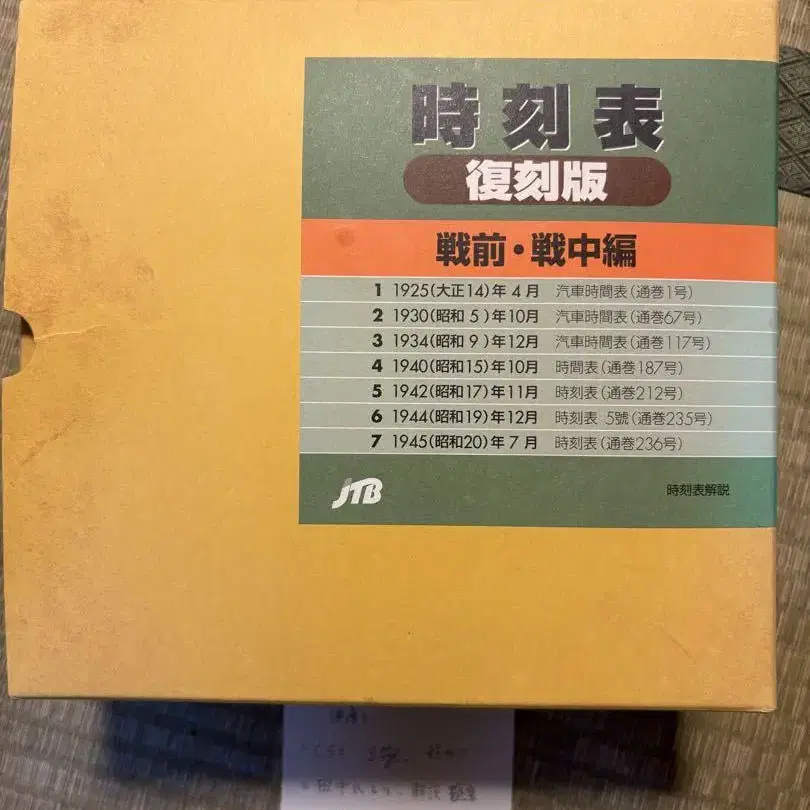 時刻表
復刻版
戦前・戦中編
1 1925(大正14)年 4月 汽車時間表(通巻1号)
2 1930(昭和 5)年10月 汽車時間表(通巻67号)
3 1934(昭和 9)年12月 汽車時間表(通巻117号)
4 1940(昭和15)年10月 時間表(通巻187号)
5 1942(昭和17)年11月 時刻表(通巻212号)
6 1944(昭和19)年12月 時刻表 5號(通巻235号)
7 1945(昭和20)年 7月 時刻表(通巻236号)
JTB
時刻表解説